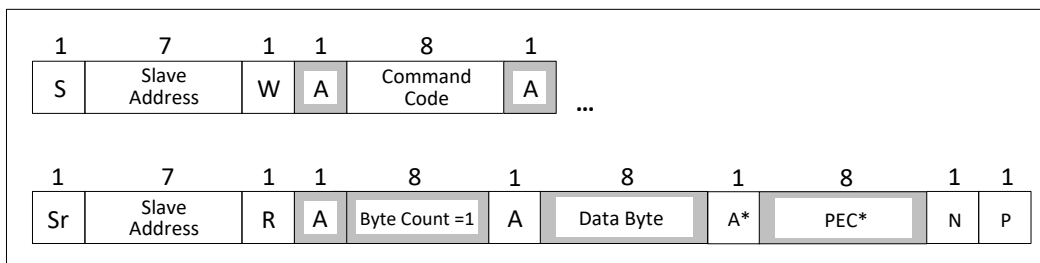 1 7 1 1 8 1
S Slave Address W A Command Code A ...
1 7 1 1 8 1 8 1 8 1 1
Sr Slave Address R A Byte Count =1 A Data Byte A* PEC* N P